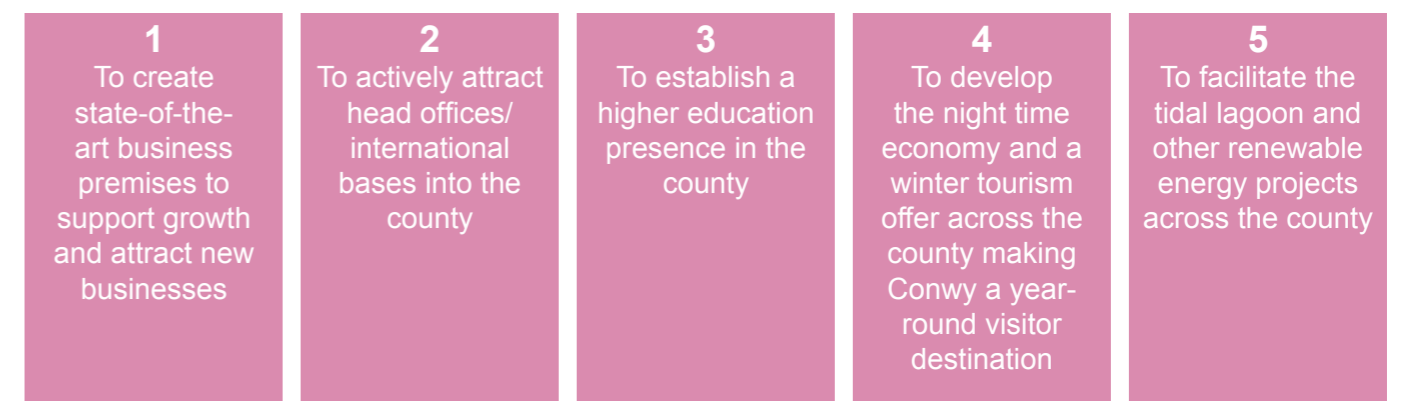 1
To create
state-of-the-
art business
premises to
support growth
and attract new
businesses
2
To actively attract
head offices/
international
bases into the
county
3
To establish a
higher education
presence in the
county
4
To develop
the night time
economy and a
winter tourism
offer across the
county making
Conwy a year-
round visitor
destination
5
To facilitate the
tidal lagoon and
other renewable
energy projects
across the county